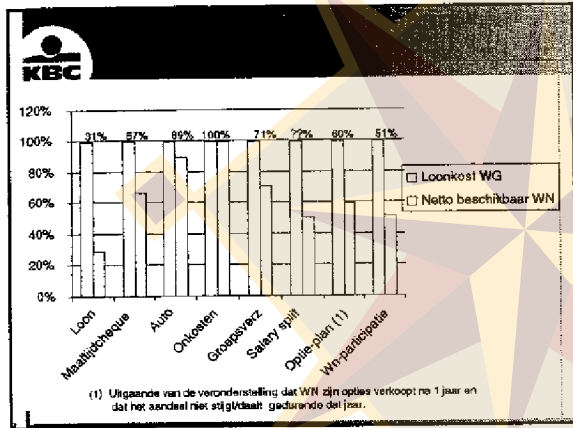 KBC
120%
100%
80%
60%
40%
20%
0%
31% 67% 89% 100% 71% 72% 60% 51%
Loon
Maaltijdcheque
Auto
Onkosten
Groepsverz
Salary split
Optie-plan (1)
Wn-participatie
Loonkost WG
Netto beschikbaar WN
(1) Uitgaande van de veronderstelling dat WN zijn opties verkoopt na 1 jaar en
dat het aandeel niet stijgt/daalt gedurende dat jaar.